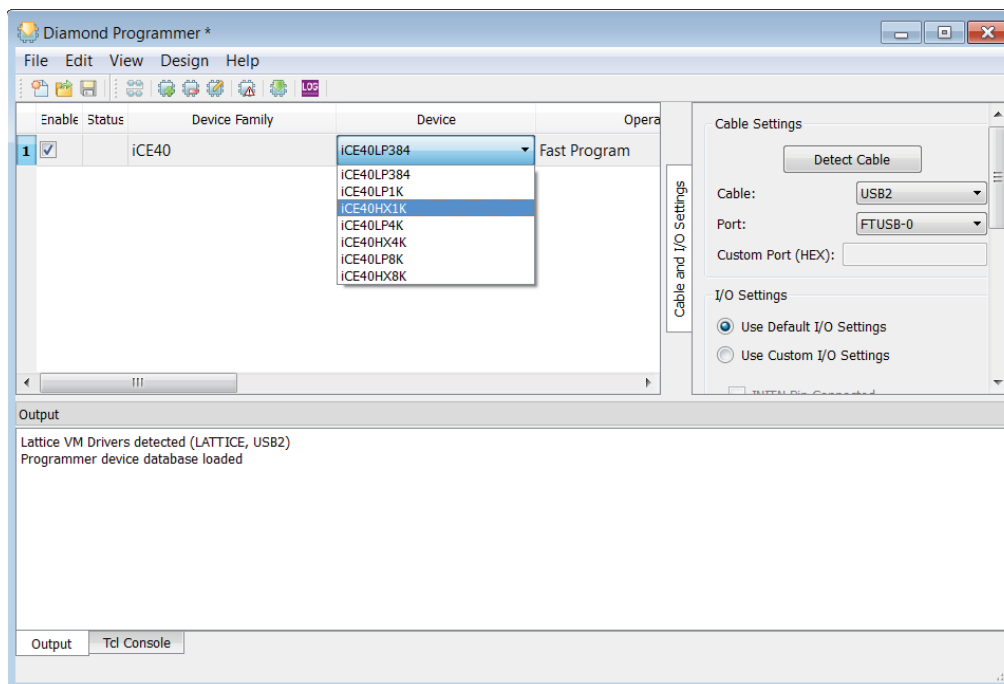 Diamond Programmer *
File Edit View Design Help
LOG
Enable Status Device Family Device Opera
1 iCE40 iCE40LP384 Fast Program
iCE40LP384
iCE40LP1K
iCE40HX1K
iCE40LP4K
iCE40HX4K
iCE40LP8K
iCE40HX8K
Cable and I/O Settings
Cable Settings
Detect Cable
Cable: USB2
Port: FTUSB-0
Custom Port (HEX):
I/O Settings
Use Default I/O Settings
Use Custom I/O Settings
Output
Lattice VM Drivers detected (LATTICE, USB2)
Programmer device database loaded
Output Tcl Console